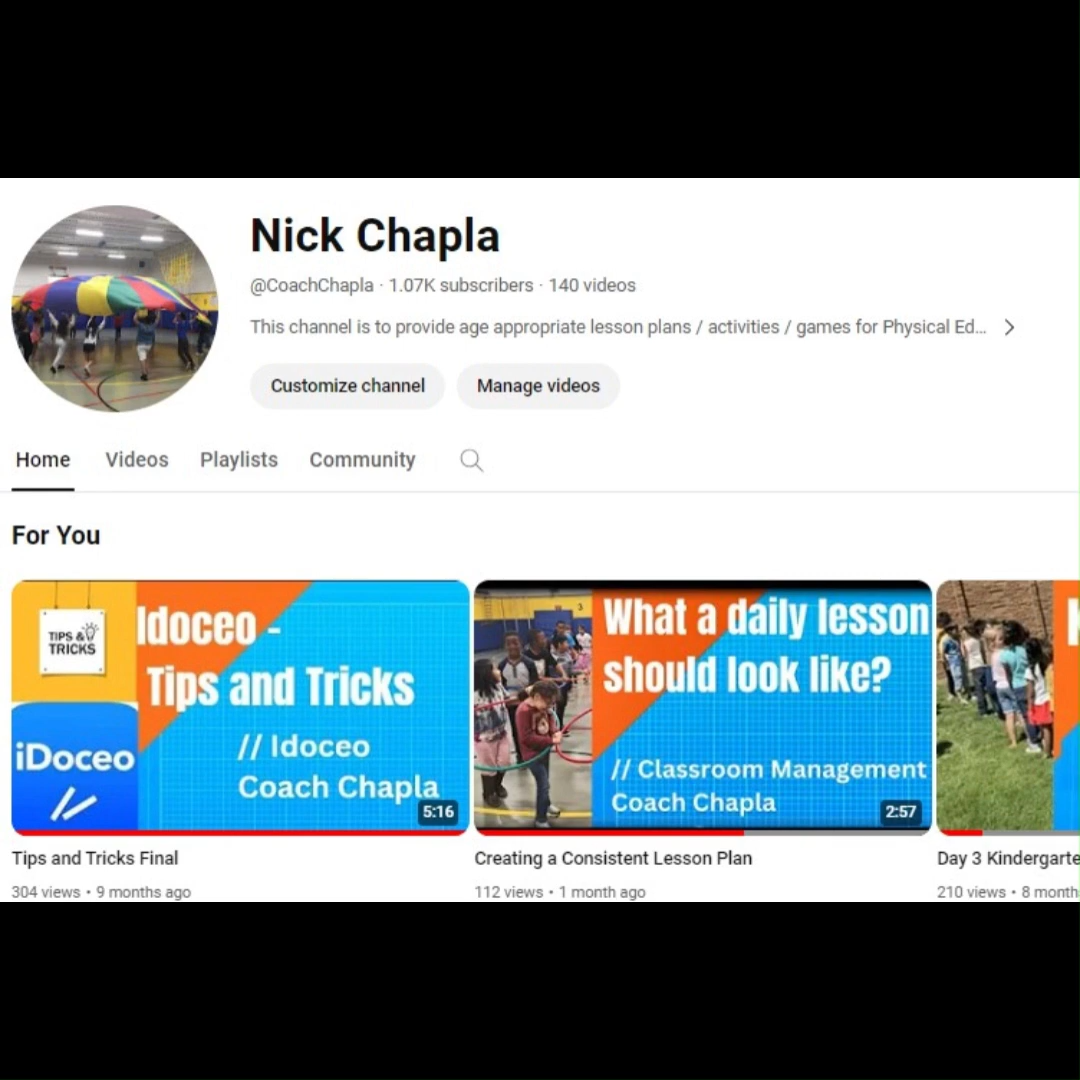 Nick Chapla
@CoachChapla · 1.07K subscribers · 140 videos
This channel is to provide age appropriate lesson plans / activities / games for Physical Ed...
Customize channel
Manage videos
Home
Videos
Playlists
Community
For You
TIPS &
TRICKS
iDoceo
Idoceo -
Tips and Tricks
// Idoceo
Coach Chapla
5:16
Tips and Tricks Final
304 views • 9 months ago
3
What a daily lesson
should look like?
// Classroom Management
Coach Chapla
2:57
Creating a Consistent Lesson Plan
112 views • 1 month ago
Day 3 Kindergarte
210 views • 8 month